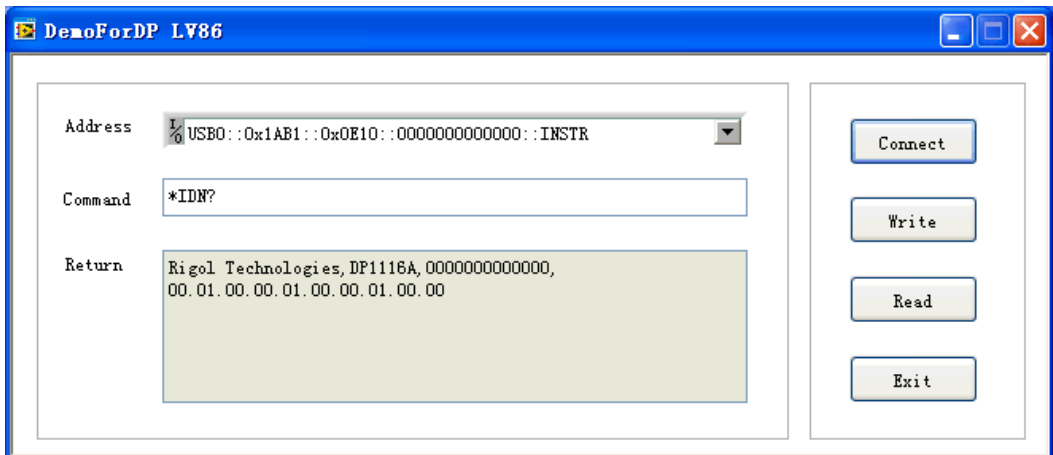 DemoForDP LV86
Address
I/O USB0::0x1AB1::0x0E10::0000000000000::INSTR
Command
*IDN?
Return
Rigol Technologies,DP1116A,0000000000000,
00.01.00.00.01.00.00.01.00.00
Connect
Write
Read
Exit